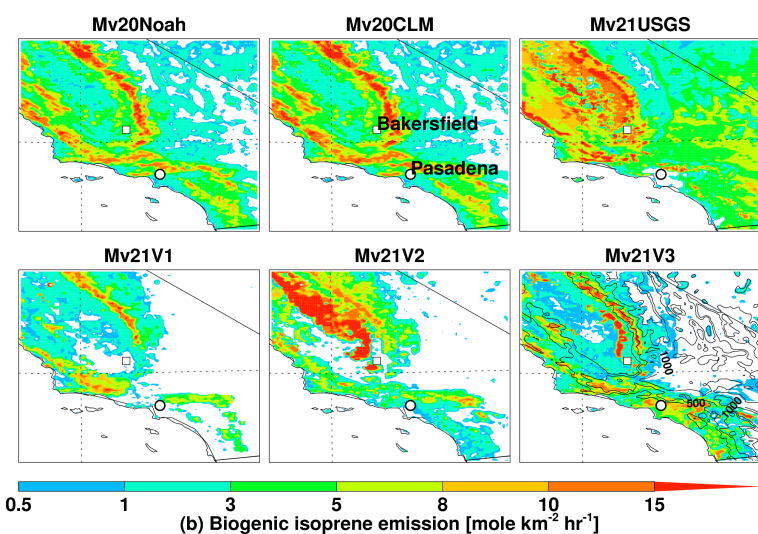 Mv20Noah Mv20CLM Mv21USGS
Bakersfield
Pasadena
Mv21V1 Mv21V2 Mv21V3
1000
500 1000
0.5 1 3 5 8 10 15
(b) Biogenic isoprene emission [mole km⁻² hr⁻¹]